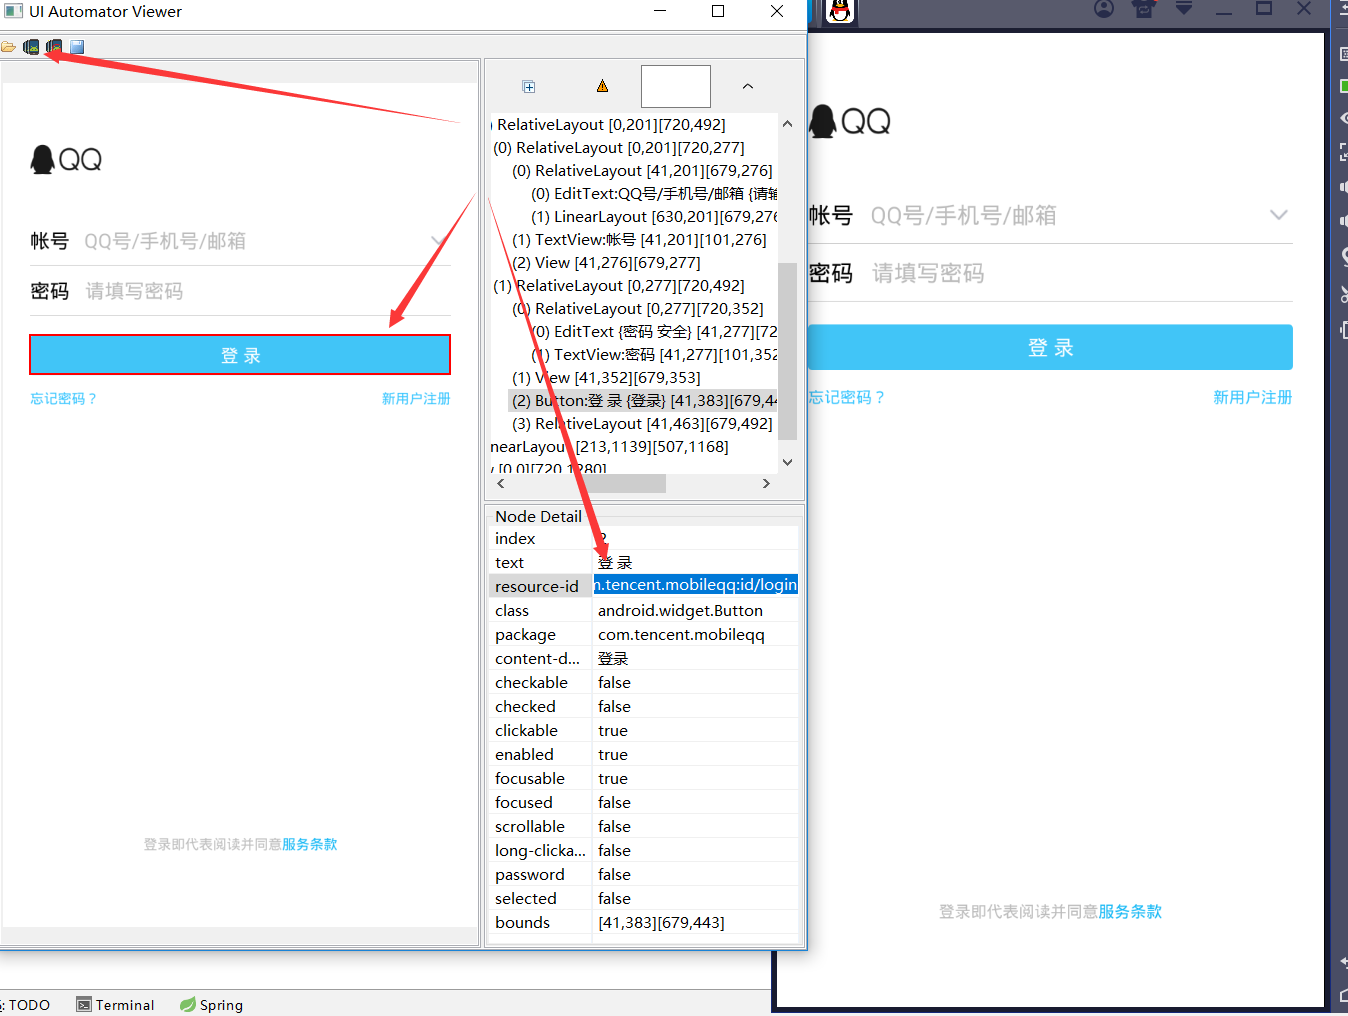 UI Automator Viewer
QQ
帐号 QQ号/手机号/邮箱
密码 请填写密码
登 录
忘记密码？ 新用户注册
登录即代表阅读并同意服务条款
RelativeLayout [0,201][720,492]
(0) RelativeLayout [0,201][720,277]
(0) RelativeLayout [41,201][679,276]
(0) EditText:QQ号/手机号/邮箱 {请输
(1) LinearLayout [630,201][679,276
(1) TextView:帐号 [41,201][101,276]
(2) View [41,276][679,277]
(1) RelativeLayout [0,277][720,492]
(0) RelativeLayout [0,277][720,352]
(0) EditText {密码 安全} [41,277][72
(1) TextView:密码 [41,277][101,352
(1) View [41,352][679,353]
(2) Button:登 录 {登录} [41,383][679,44
(3) RelativeLayout [41,463][679,492]
nearLayout [213,1139][507,1168]
[0,0][720,1280]
Node Detail
index 2
text 登 录
resource-id m.tencent.mobileqq:id/login
class android.widget.Button
package com.tencent.mobileqq
content-d... 登录
checkable false
checked false
clickable true
enabled true
focusable true
focused false
scrollable false
long-clicka... false
password false
selected false
bounds [41,383][679,443]
QQ
帐号 QQ号/手机号/邮箱
密码 请填写密码
登 录
忘记密码？ 新用户注册
登录即代表阅读并同意服务条款
: TODO Terminal Spring